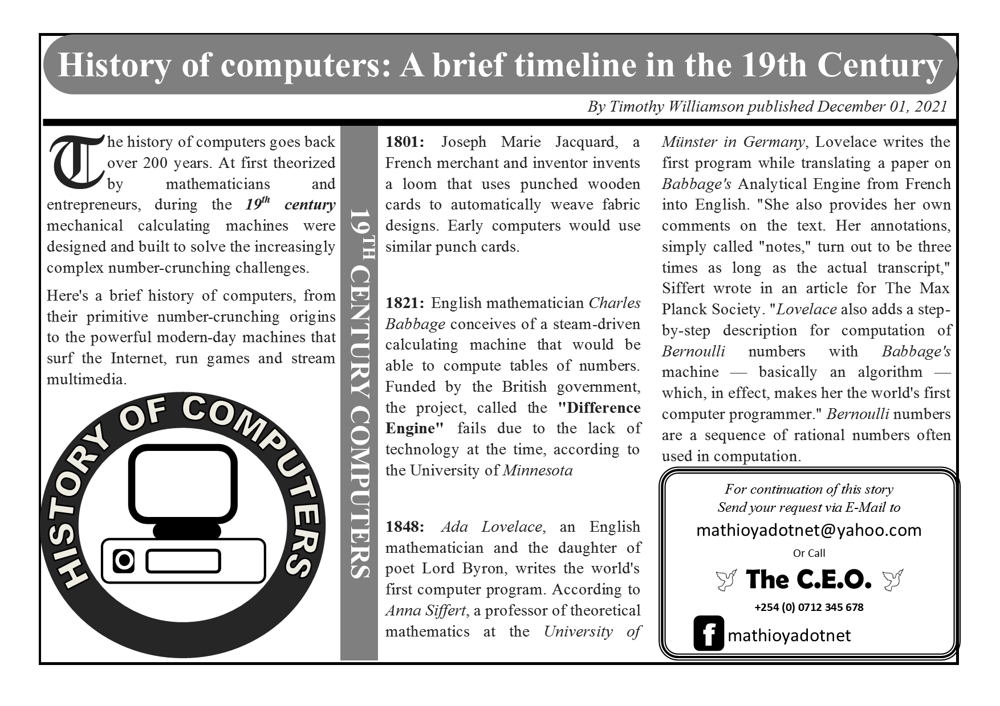 History of computers: A brief timeline in the 19th Century
By Timothy Williamson published December 01, 2021
The history of computers goes back
over 200 years. At first theorized
by mathematicians and
entrepreneurs, during the 19th century
mechanical calculating machines were
designed and built to solve the increasingly
complex number-crunching challenges.
Here's a brief history of computers, from
their primitive number-crunching origins
to the powerful modern-day machines that
surf the Internet, run games and stream
multimedia.
HISTORY OF COMPUTERS
19TH CENTURY COMPUTERS
1801: Joseph Marie Jacquard, a
French merchant and inventor invents
a loom that uses punched wooden
cards to automatically weave fabric
designs. Early computers would use
similar punch cards.
1821: English mathematician Charles
Babbage conceives of a steam-driven
calculating machine that would be
able to compute tables of numbers.
Funded by the British government,
the project, called the "Difference
Engine" fails due to the lack of
technology at the time, according to
the University of Minnesota
1848: Ada Lovelace, an English
mathematician and the daughter of
poet Lord Byron, writes the world's
first computer program. According to
Anna Siffert, a professor of theoretical
mathematics at the University of
Münster in Germany, Lovelace writes the
first program while translating a paper on
Babbage's Analytical Engine from French
into English. "She also provides her own
comments on the text. Her annotations,
simply called "notes," turn out to be three
times as long as the actual transcript,"
Siffert wrote in an article for The Max
Planck Society. "Lovelace also adds a step-
by-step description for computation of
Bernoulli numbers with Babbage's
machine — basically an algorithm —
which, in effect, makes her the world's first
computer programmer." Bernoulli numbers
are a sequence of rational numbers often
used in computation.
For continuation of this story
Send your request via E-Mail to
mathioyadotnet@yahoo.com
Or Call
The C.E.O.
+254 (0) 0712 345 678
f mathioyadotnet